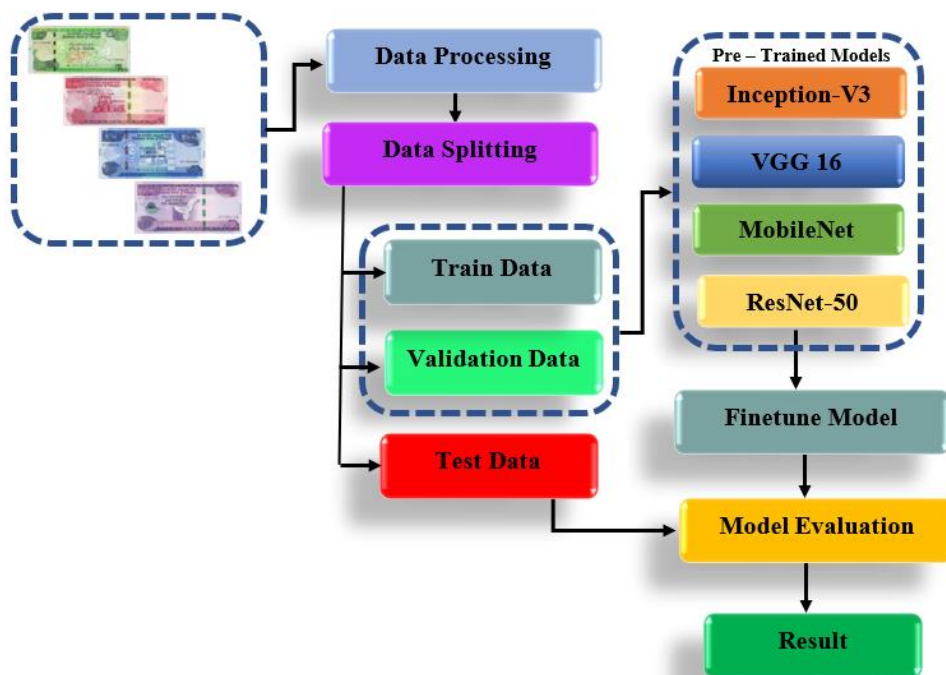 Data Processing
Data Splitting
Train Data
Validation Data
Test Data
Pre – Trained Models
Inception-V3
VGG 16
MobileNet
ResNet-50
Finetune Model
Model Evaluation
Result